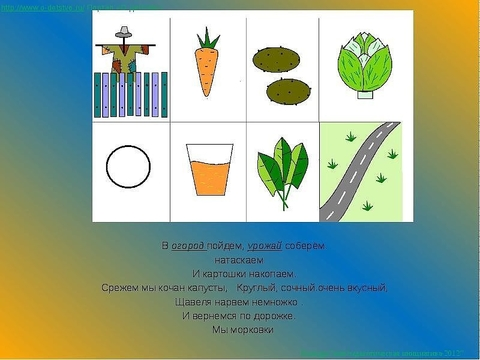 В огород пойдем, урожай соберем
натаскаем
И картошки накопаем.
Срежем мы кочан капусты, Круглый, сочный.очень вкусный,
Щавеля нарвем немножко .
И вернемся по дорожке.
Мы морковки